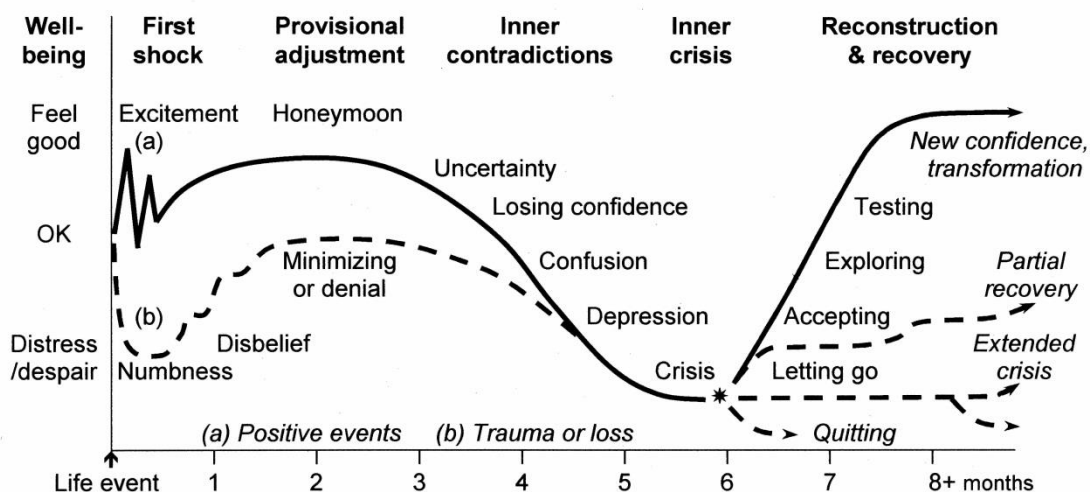 Well-
being
First
shock
Provisional
adjustment
Inner
contradictions
Inner
crisis
Reconstruction
& recovery
Feel
good
Excitement
(a)
Honeymoon
Uncertainty
Losing confidence
Confusion
Depression
Crisis
New confidence,
transformation
Testing
Exploring
Accepting
Letting go
Partial
recovery
Extended
crisis
Quitting
OK
Minimizing
or denial
(b)
Disbelief
Distress
/despair
Numbness
(a) Positive events (b) Trauma or loss
Life event 1 2 3 4 5 6 7 8+ months